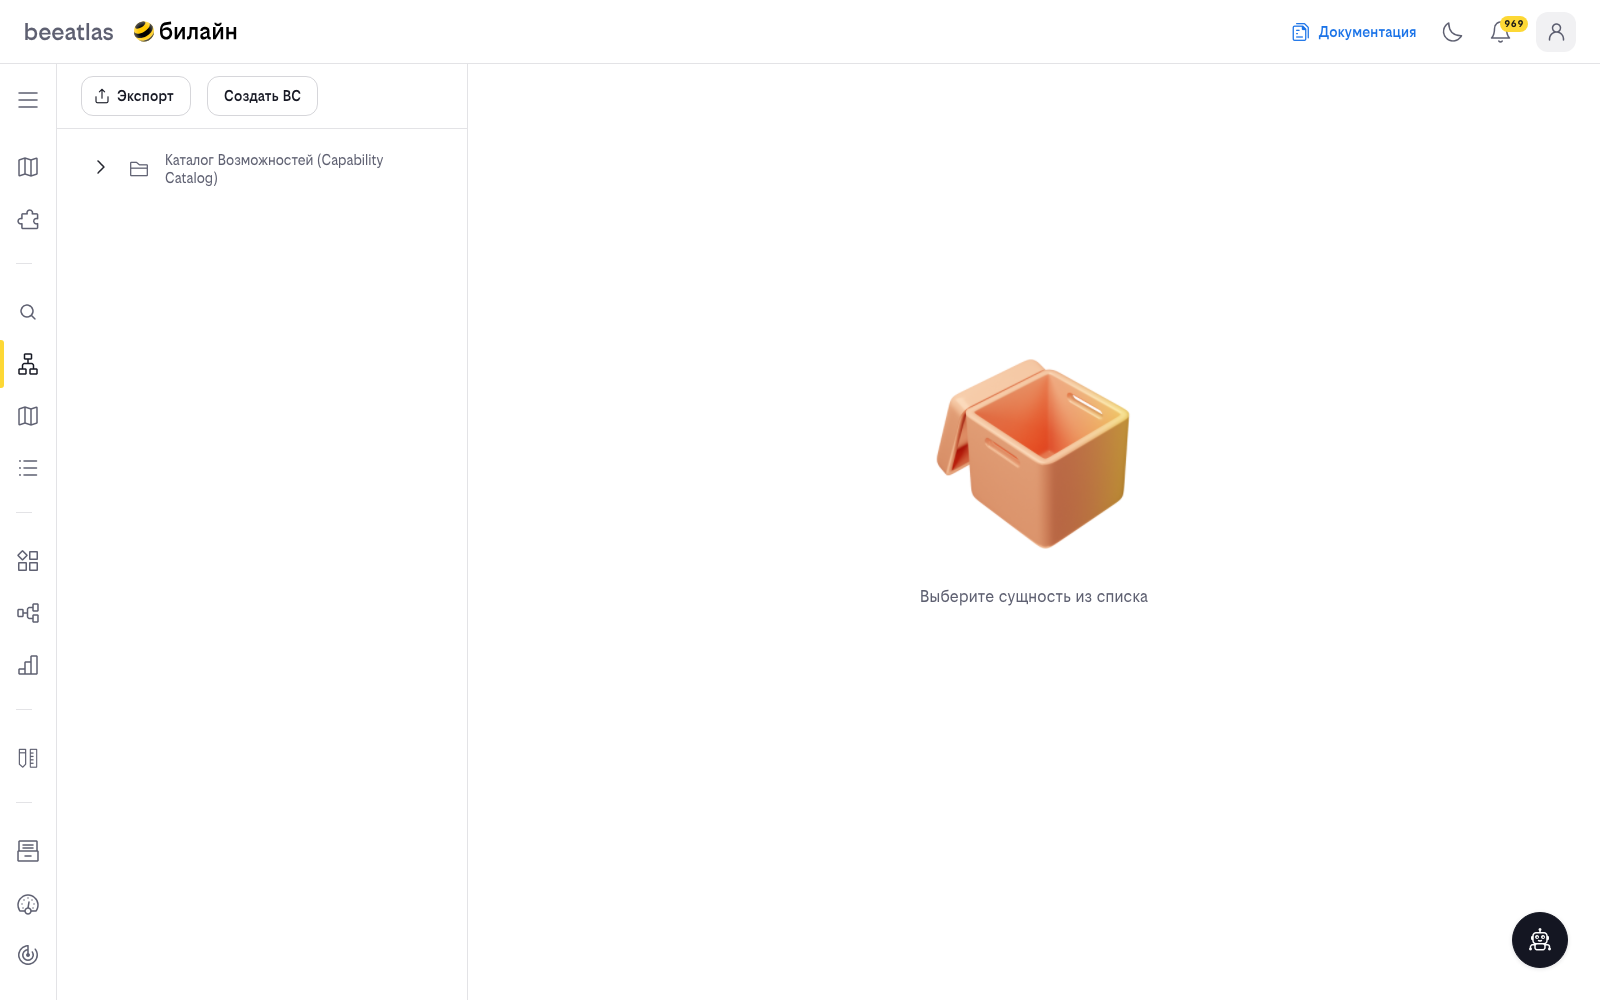 beeatlas билайн
Документация
969
Экспорт
Создать ВС
Каталог Возможностей (Capability
Catalog)
Выберите сущность из списка